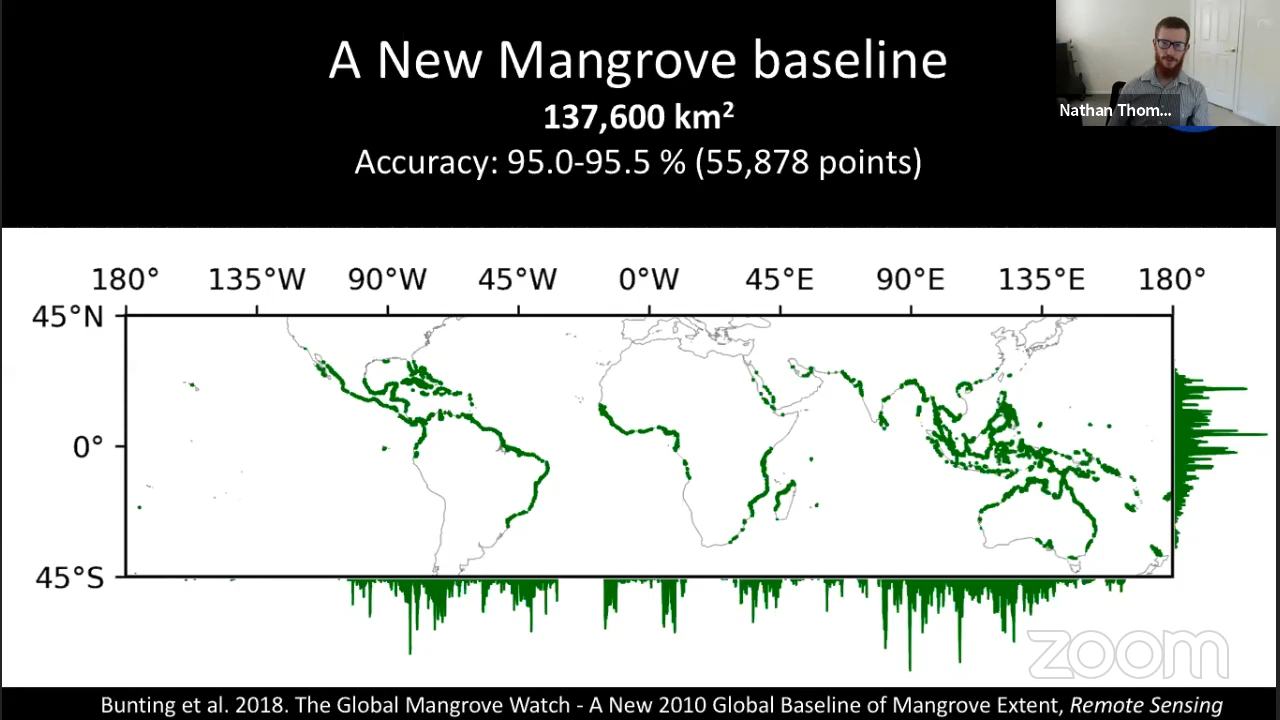 A New Mangrove baseline
137,600 km²
Accuracy: 95.0-95.5 % (55,878 points)
Nathan Thom...
180° 135°W 90°W 45°W 0°W 45°E 90°E 135°E 180°
45°N
0°
45°S
zoom
Bunting et al. 2018. The Global Mangrove Watch - A New 2010 Global Baseline of Mangrove Extent, Remote Sensing